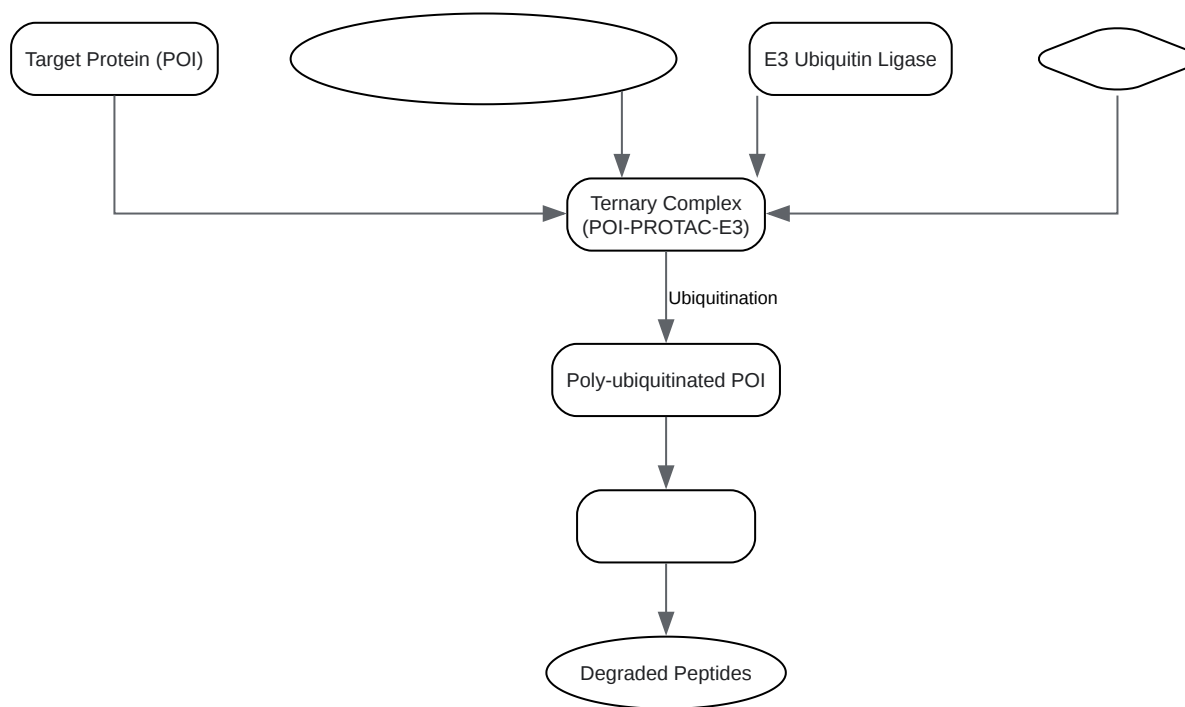 Target Protein (POI)
E3 Ubiquitin Ligase
Ternary Complex
(POI-PROTAC-E3)
Ubiquitination
Poly-ubiquitinated POI
Degraded Peptides